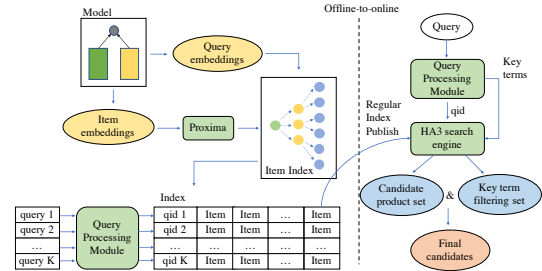 Offline-to-online
Model
Query
embeddings
Item
embeddings
Proxima
Item Index
Index
query 1
query 2
...
query K
Query
Processing
Module
qid 1 Item Item ... Item
qid 2 Item Item ... Item
... ... ... ... ...
qid K Item Item ... Item
Query
Query
Processing
Module
Key
terms
qid
Regular
Index
Publish
HA3 search
engine
Candidate
product set
&
Key term
filtering set
Final
candidates